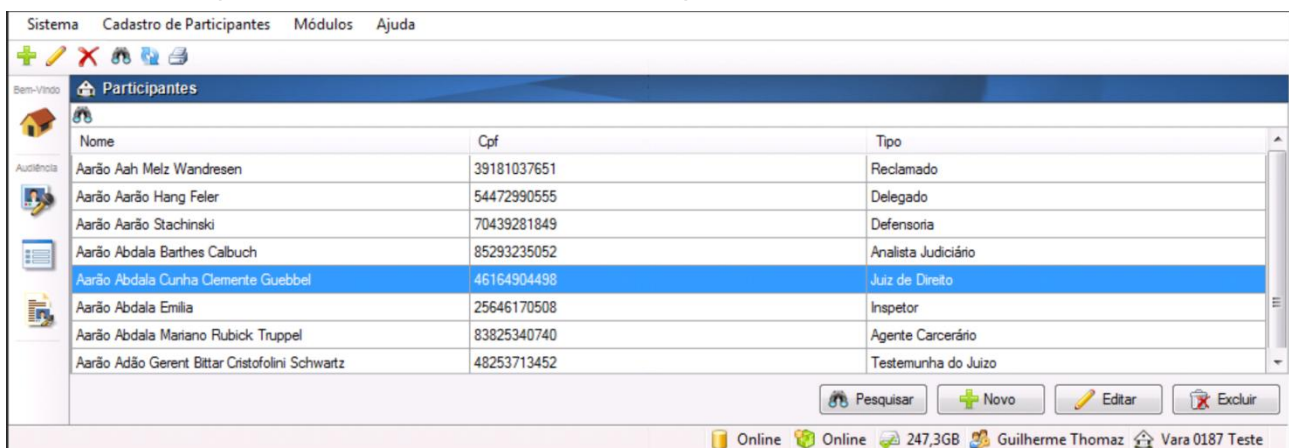 Sistema Cadastro de Participantes Módulos Ajuda
Bem-Vindo
Participantes
Nome Cpf Tipo
Audiência
Aarão Aah Melz Wandresen 39181037651 Reclamado
Aarão Aarão Hang Feler 54472990555 Delegado
Aarão Aarão Stachinski 70439281849 Defensoria
Aarão Abdala Barthes Calbuch 85293235052 Analista Judiciário
Aarão Abdala Cunha Clemente Guebbel 46164904498 Juiz de Direito
Aarão Abdala Emilia 25646170508 Inspetor
Aarão Abdala Mariano Rubick Truppel 83825340740 Agente Carcerário
Aarão Adão Gerent Bittar Cristofolini Schwartz 48253713452 Testemunha do Juizo
Pesquisar Novo Editar Excluir
Online Online 247,3GB Guilherme Thomaz Vara 0187 Teste